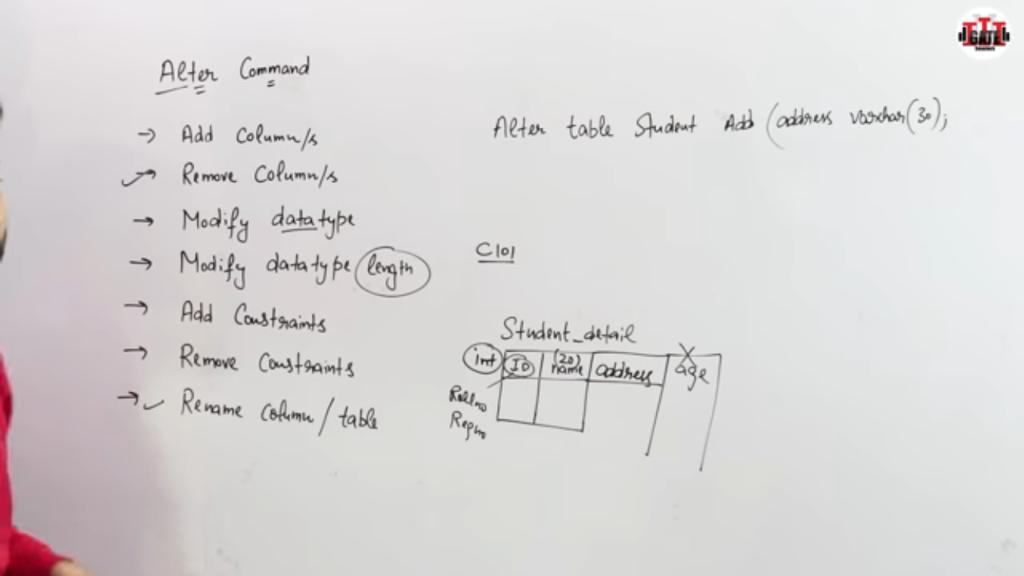 Alter Command
→ Add Column/s
→ Remove Column/s
→ Modify datatype
→ Modify datatype length
→ Add Constraints
→ Remove Constraints
→ Rename Column / table
Alter table Student Add (address varchar(30);
C101
Student_detail
int ID (20) name address age
Rollno
Regno
GATE